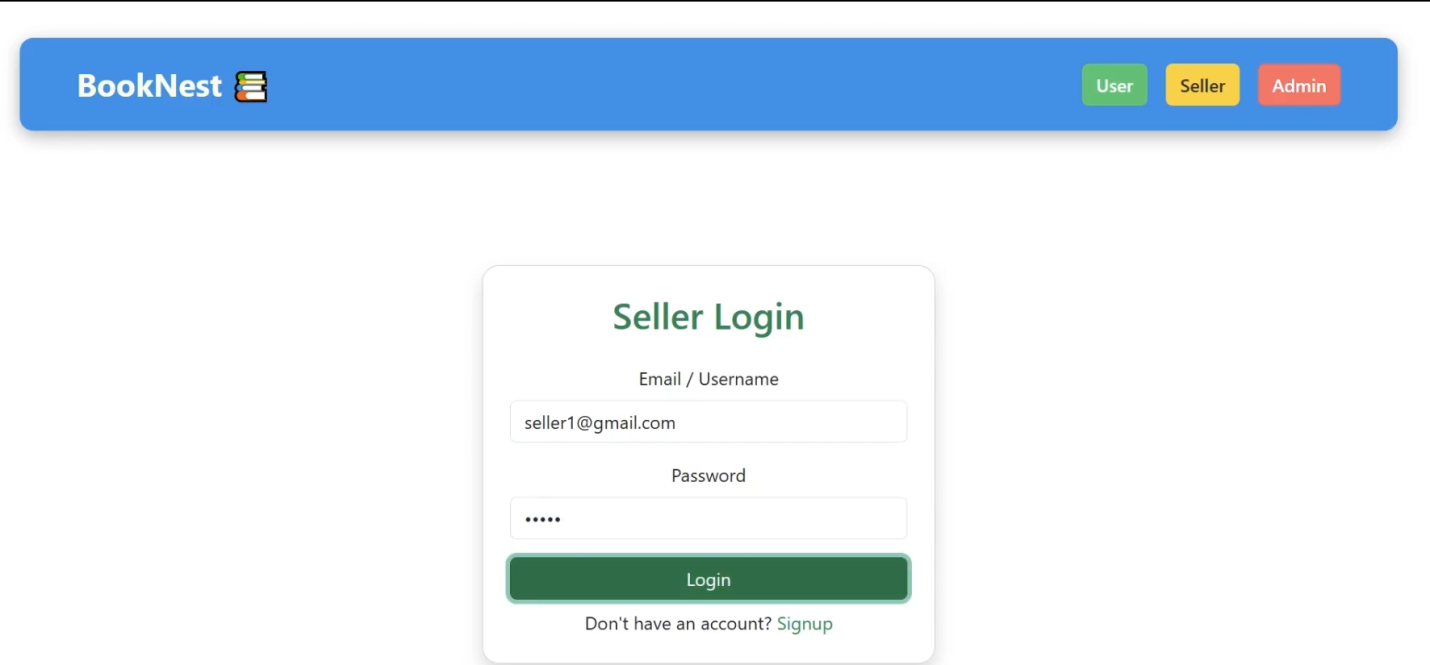 BookNest 📚
User Seller Admin
Seller Login
Email / Username
seller1@gmail.com
Password
•••••
Login
Don't have an account? Signup